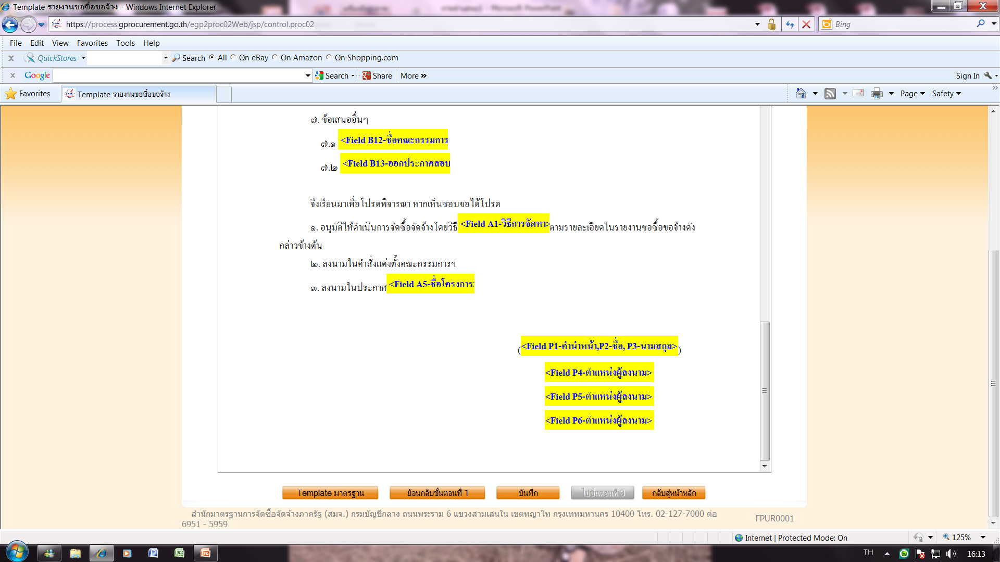 Template รายงานขอซื้อขอจ้าง - Windows Internet Explorer
https://process.gprocurement.go.th/egp2proc02Web/jsp/control.proc02
Bing
File Edit View Favorites Tools Help
x QuickStores Search All On eBay On Amazon On Shopping.com
x Google Search Share More »
Sign In
Favorites Template รายงานขอซื้อขอจ้าง Page Safety »
๗. ข้อเสนออื่นๆ
๗.๑ <Field B12-ชื่อคณะกรรมการ
๗.๒ <Field B13-ออกประกาศสอบ
จึงเรียนมาเพื่อโปรดพิจารณา หากเห็นชอบขอได้โปรด
๑. อนุมัติให้ดำเนินการจัดซื้อจัดจ้างโดยวิธี <Field A1-วิธีการจัดหา> ตามรายละเอียดในรายงานขอซื้อขอจ้างดัง
กล่าวข้างต้น
๒. ลงนามในคำสั่งแต่งตั้งคณะกรรมการฯ
๓. ลงนามในประกาศ <Field A5-ชื่อโครงการ>
(<Field P1-คำนำหน้า,P2-ชื่อ, P3-นามสกุล>)
<Field P4-ตำแหน่งผู้ลงนาม>
<Field P5-ตำแหน่งผู้ลงนาม>
<Field P6-ตำแหน่งผู้ลงนาม>
Template มาตรฐาน ย้อนกลับขั้นตอนที่ 1 บันทึก ไปขั้นตอนที่ 3 กลับสู่หน้าหลัก
สำนักมาตรฐานการจัดซื้อจัดจ้างภาครัฐ (สมจ.) กรมบัญชีกลาง ถนนพระราม 6 แขวงสามเสนใน เขตพญาไท กรุงเทพมหานคร 10400 โทร. 02-127-7000 ต่อ
6951 - 5959
FPUR0001
Internet | Protected Mode: On 125%
TH 16:13